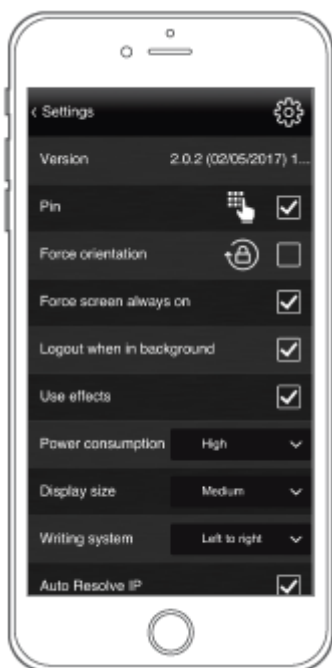 ‹ Settings
Version 2.0.2 (02/05/2017) 1...
Pin
Force orientation
Force screen always on
Logout when in background
Use effects
Power consumption High
Display size Medium
Writing system Left to right
Auto Resolve IP